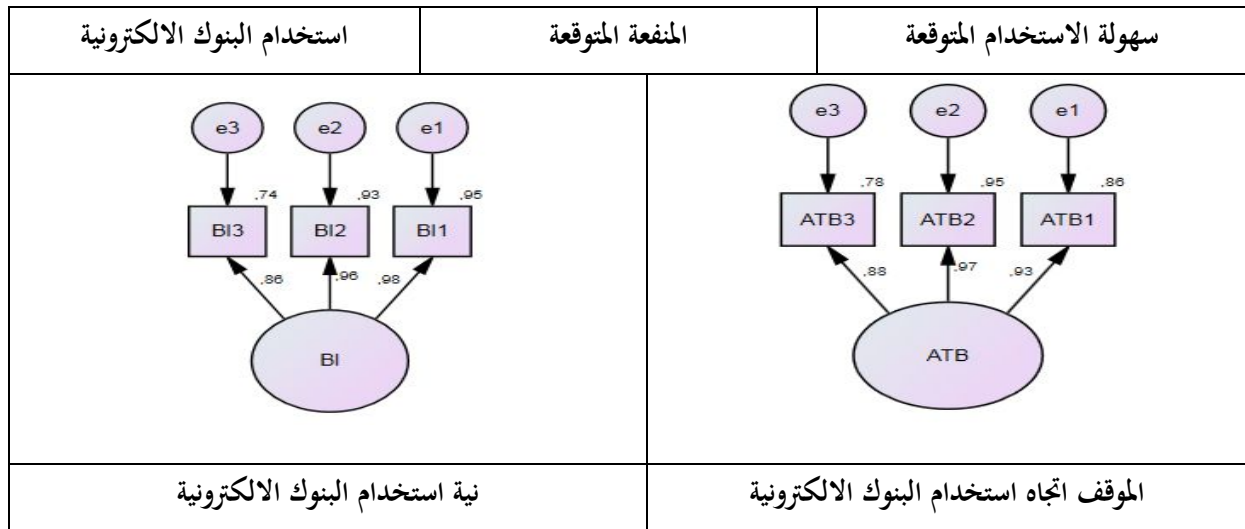 سهولة الاستخدام المتوقعة
المنفعة المتوقعة
استخدام البنوك الالكترونية
e3 e2 e1
,78 ,95 ,86
ATB3 ATB2 ATB1
,88 ,97 ,93
ATB
e3 e2 e1
,74 ,93 ,95
BI3 BI2 BI1
,86 ,96 ,98
BI
الموقف اتجاه استخدام البنوك الالكترونية
نية استخدام البنوك الالكترونية